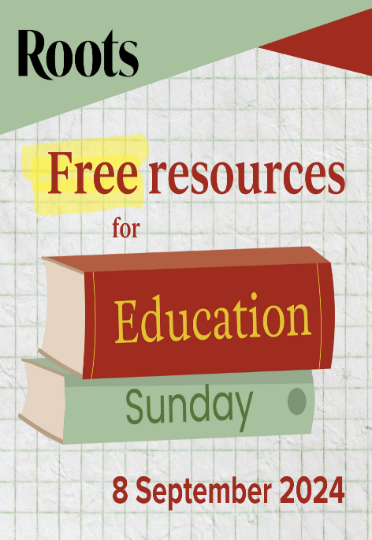 Roots
Free resources
for
Education
Sunday
8 September 2024